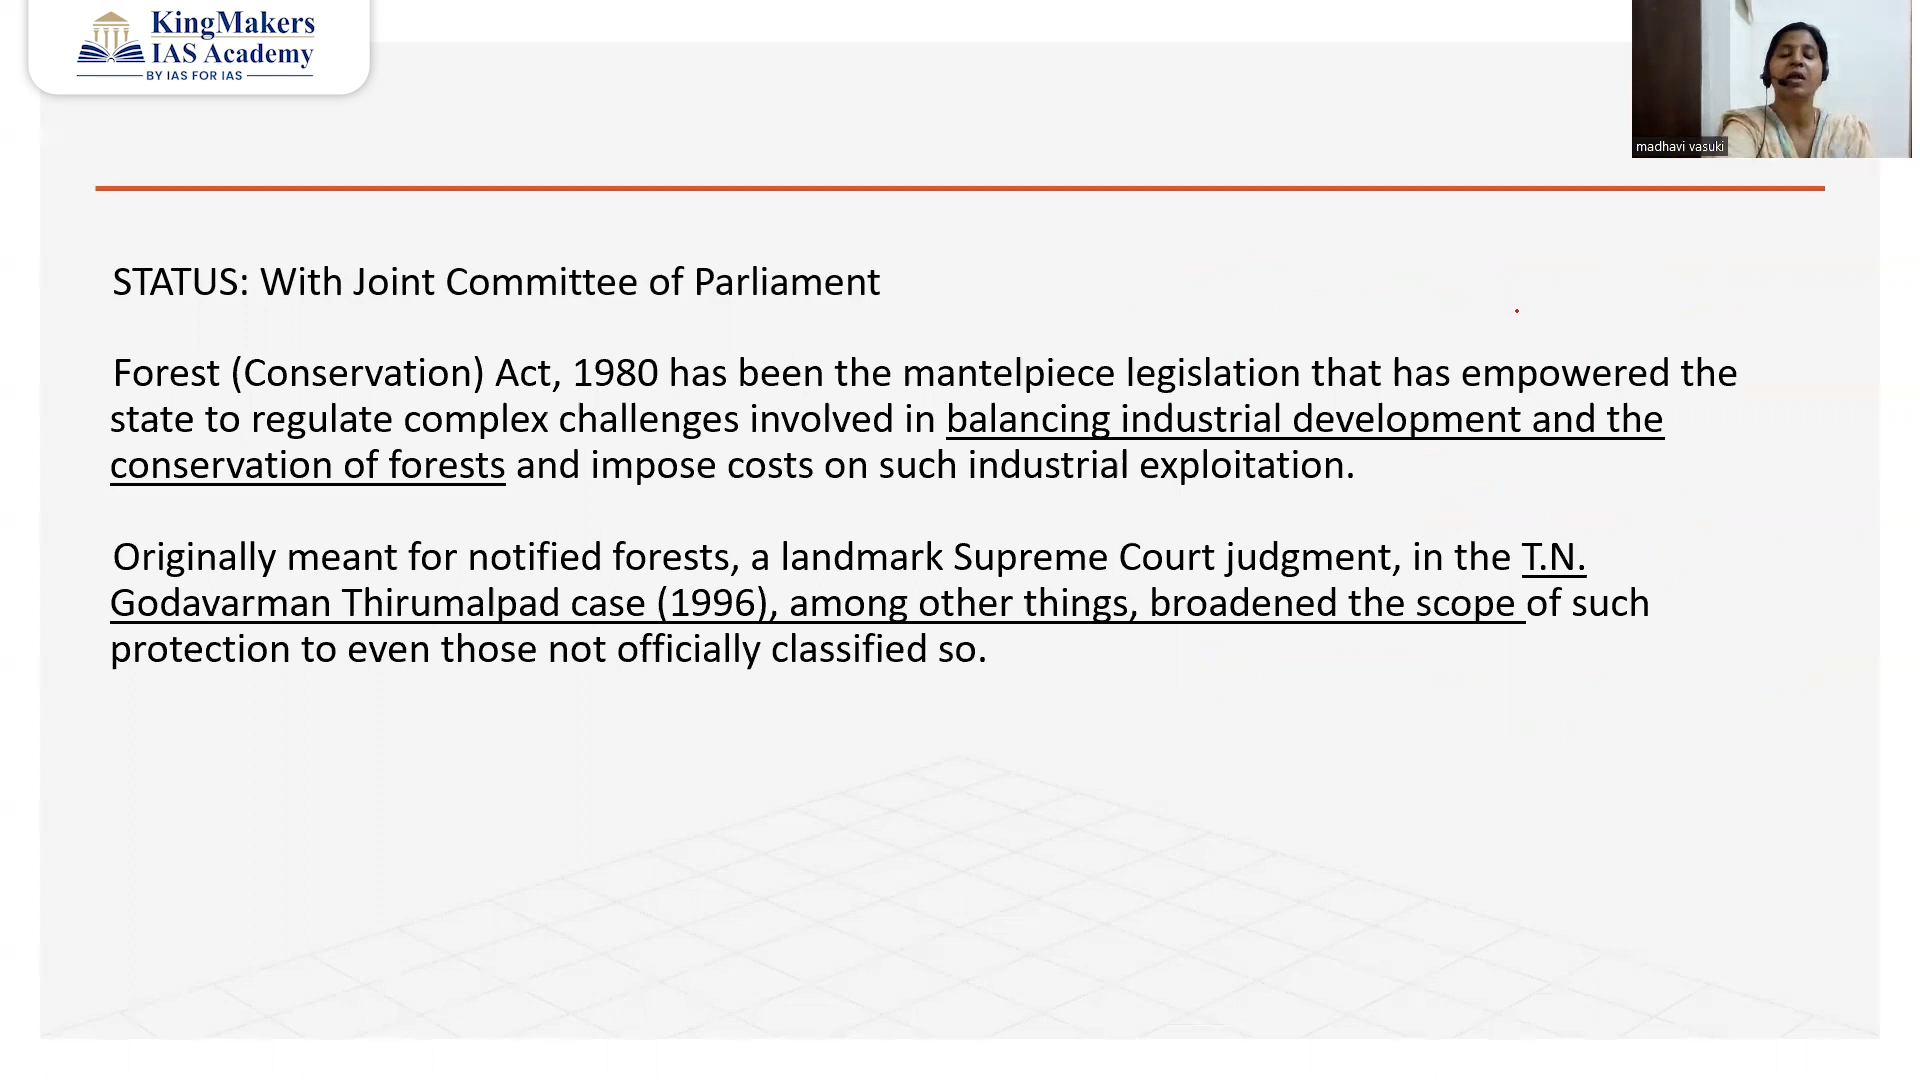 KingMakers
IAS Academy
BY IAS FOR IAS
madhavi vasuki
STATUS: With Joint Committee of Parliament
Forest (Conservation) Act, 1980 has been the mantelpiece legislation that has empowered the
state to regulate complex challenges involved in balancing industrial development and the
conservation of forests and impose costs on such industrial exploitation.
Originally meant for notified forests, a landmark Supreme Court judgment, in the T.N.
Godavarman Thirumalpad case (1996), among other things, broadened the scope of such
protection to even those not officially classified so.